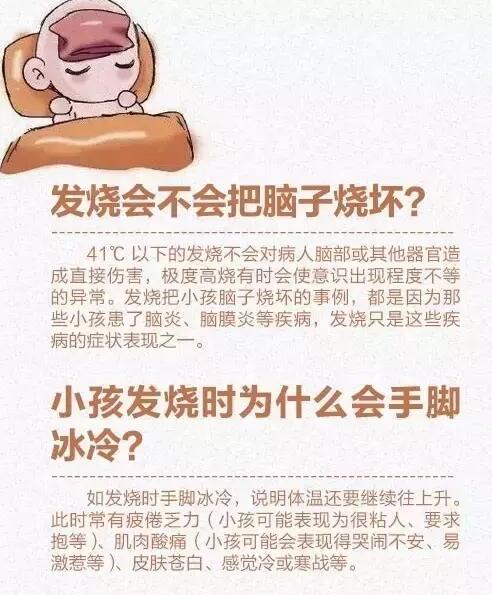 发烧会不会把脑子烧坏？
41℃ 以下的发烧不会对病人脑部或其他器官造
成直接伤害，极度高烧有时会使意识出现程度不等
的异常。发烧把小孩脑子烧坏的事例，都是因为那
些小孩患了脑炎、脑膜炎等疾病，发烧只是这些疾
病的症状表现之一。
小孩发烧时为什么会手脚
冰冷？
如发烧时手脚冰冷，说明体温还要继续往上升。
此时常有疲倦乏力（小孩可能表现为很粘人、要求
抱等）、肌肉酸痛（小孩可能会表现得哭闹不安、易
激惹等）、皮肤苍白、感觉冷或寒战等。